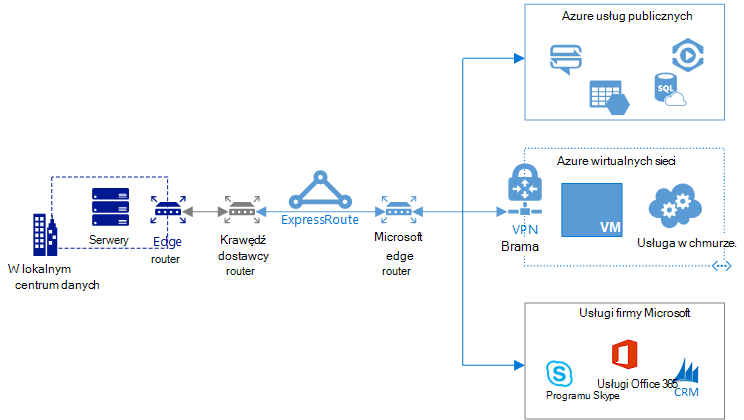 Azure usług publicznych
SQL
Azure wirtualnych sieci
VM
Usługa w chmurze.
VPN
Brama
ExpressRoute
Serwery
Edge
router
Krawędź
dostawcy
router
Microsoft
edge
router
W lokalnym
centrum danych
Usługi firmy Microsoft
Programu Skype
Usługi Office 365
CRM